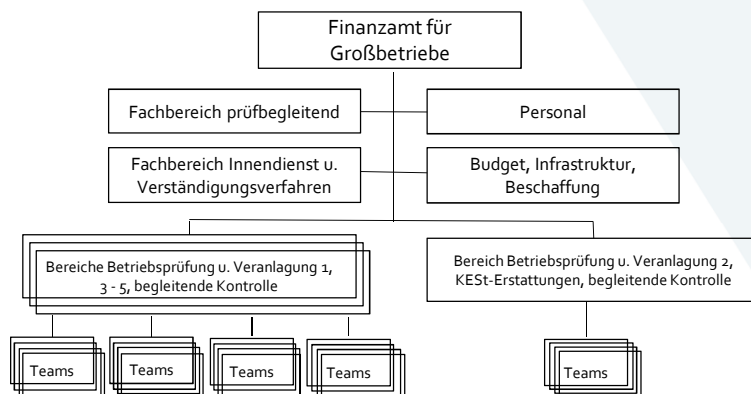 Finanzamt für
Großbetriebe
Fachbereich prüfbegleitend
Personal
Fachbereich Innendienst u.
Verständigungsverfahren
Budget, Infrastruktur,
Beschaffung
Bereiche Betriebsprüfung u. Veranlagung 1,
3 - 5, begleitende Kontrolle
Bereich Betriebsprüfung u. Veranlagung 2,
KESt-Erstattungen, begleitende Kontrolle
Teams
Teams
Teams
Teams
Teams